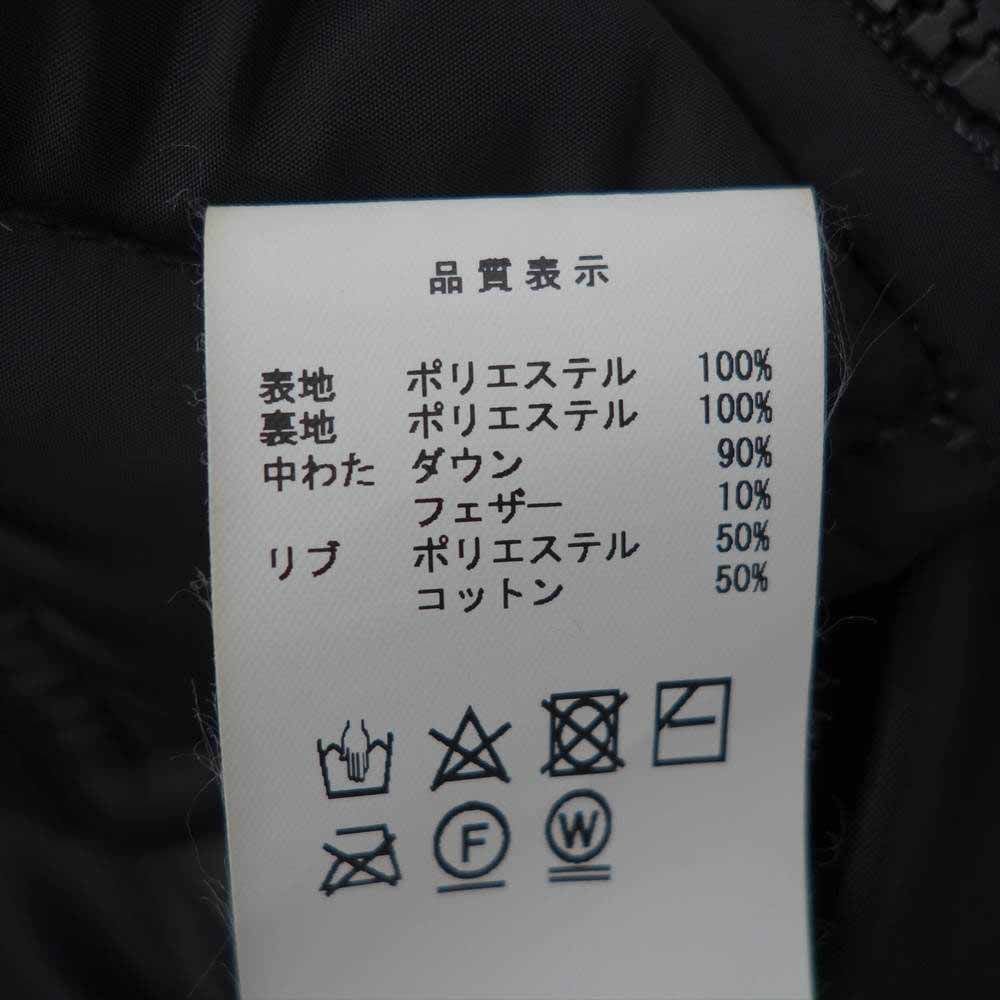 品質表示
表地 ポリエステル 100%
裏地 ポリエステル 100%
中わた ダウン 90%
フェザー 10%
リブ ポリエステル 50%
コットン 50%
F W